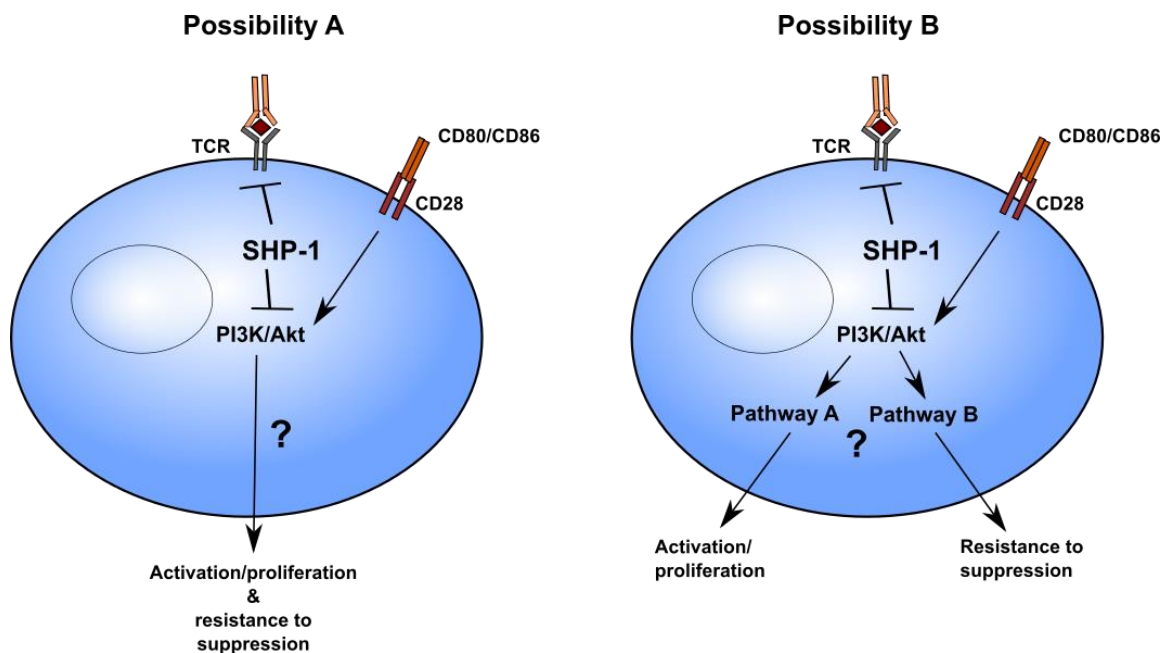 Possibility A
TCR
CD80/CD86
CD28
SHP-1
PI3K/Akt
?
Activation/proliferation
&
resistance to
suppression
Possibility B
TCR
CD80/CD86
CD28
SHP-1
PI3K/Akt
Pathway A
Pathway B
?
Activation/
proliferation
Resistance to
suppression